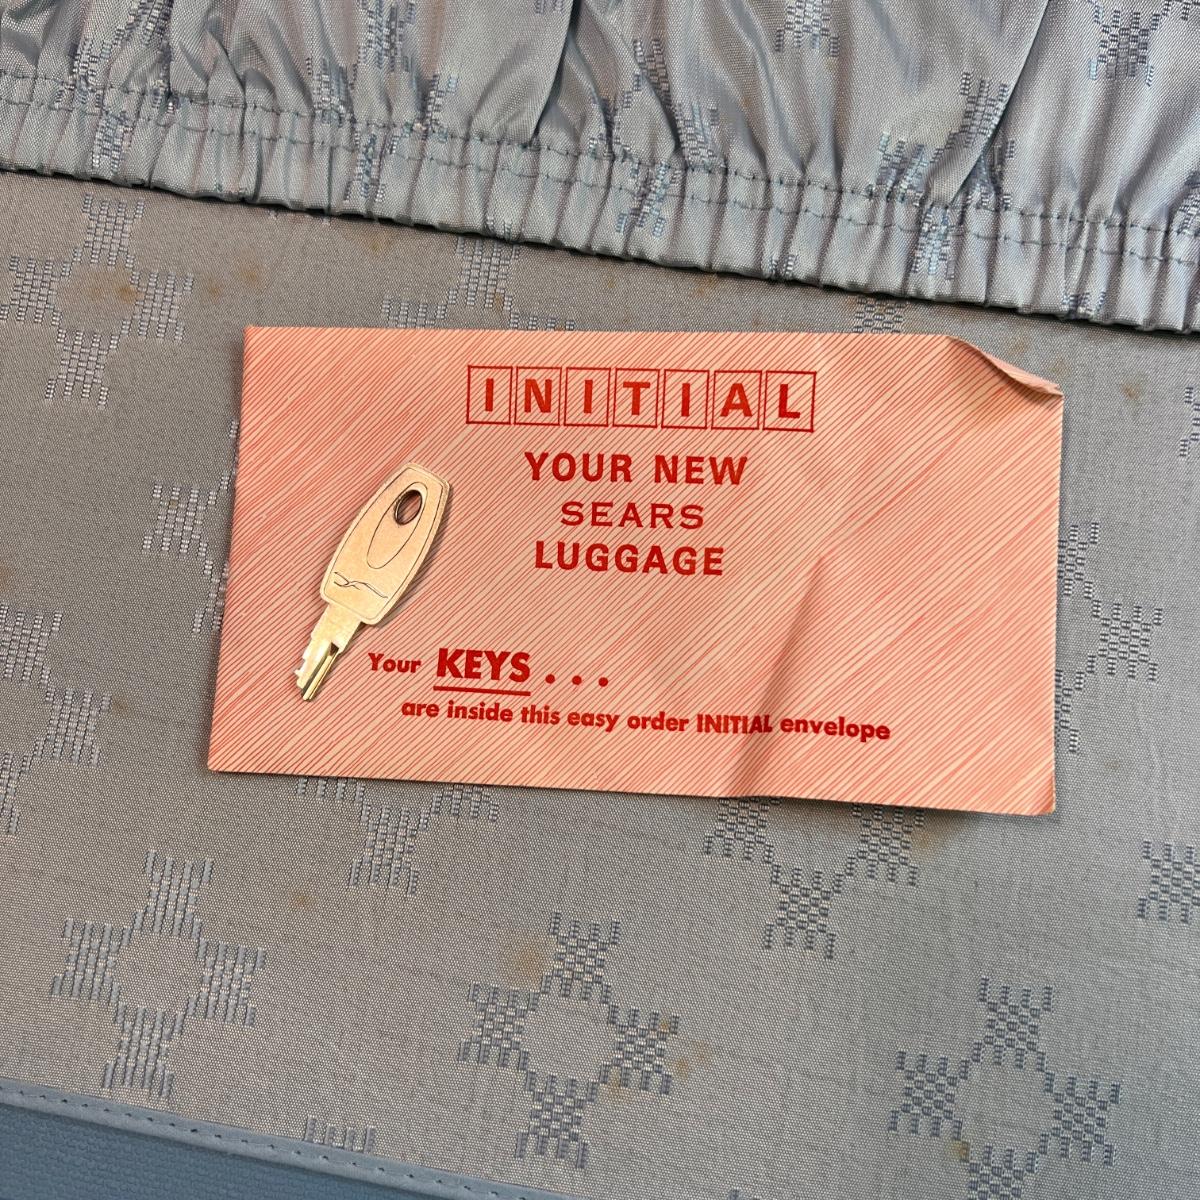 INITIAL
YOUR NEW
SEARS
LUGGAGE
Your KEYS . . .
are inside this easy order INITIAL envelope